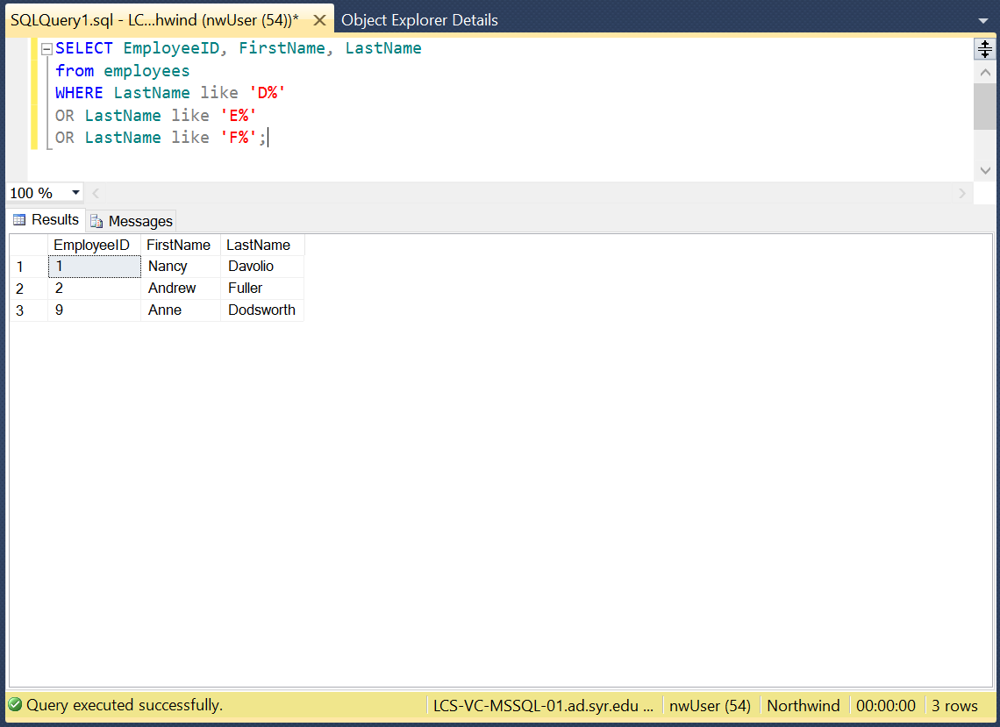 SQLQuery1.sql - LC...hwind (nwUser (54))* Object Explorer Details
SELECT EmployeeID, FirstName, LastName
from employees
WHERE LastName like 'D%'
OR LastName like 'E%'
OR LastName like 'F%';
100 %
Results Messages
EmployeeID FirstName LastName
1 1 Nancy Davolio
2 2 Andrew Fuller
3 9 Anne Dodsworth
Query executed successfully. LCS-VC-MSSQL-01.ad.syr.edu ... nwUser (54) Northwind 00:00:00 3 rows